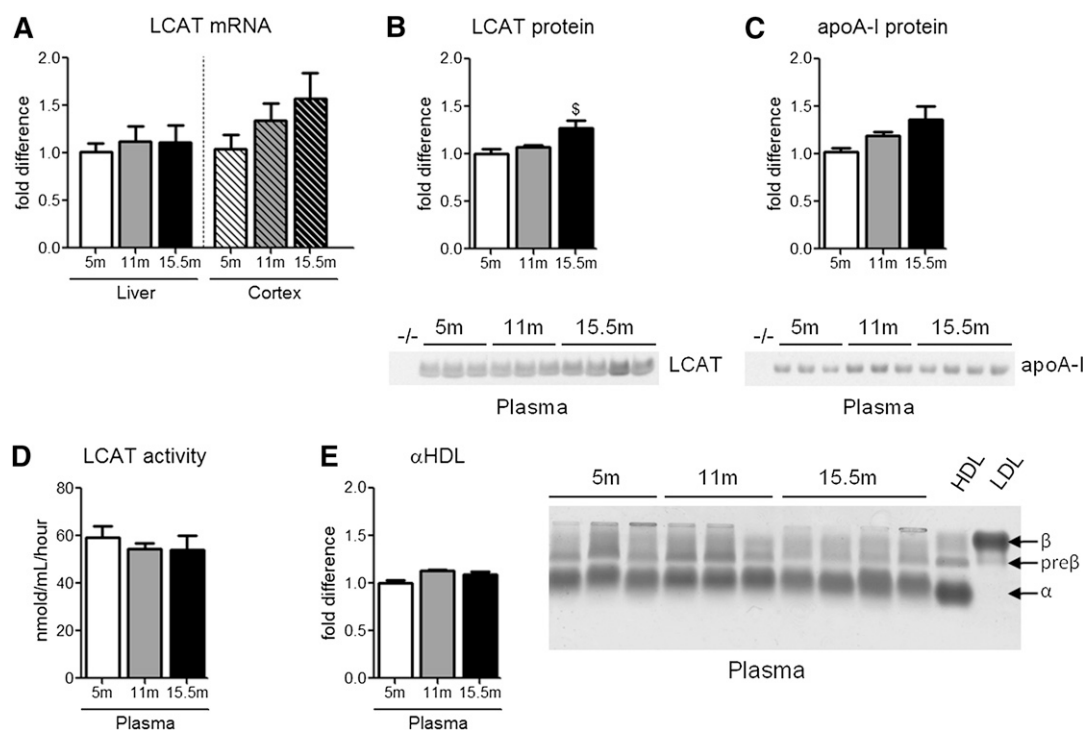 A
LCAT mRNA
fold difference
2.0
1.5
1.0
0.5
0.0
5m 11m 15.5m 5m 11m 15.5m
Liver Cortex
B
LCAT protein
fold difference
2.0
1.5
1.0
0.5
0.0
$
5m 11m 15.5m
-/- 5m 11m 15.5m
LCAT
Plasma
C
apoA-I protein
fold difference
2.0
1.5
1.0
0.5
0.0
5m 11m 15.5m
-/- 5m 11m 15.5m
apoA-I
Plasma
D
LCAT activity
nmold/mL/hour
80
60
40
20
0
5m 11m 15.5m
Plasma
E
αHDL
fold difference
2.0
1.5
1.0
0.5
0.0
5m 11m 15.5m
Plasma
5m 11m 15.5m HDL LDL
β
preβ
α
Plasma